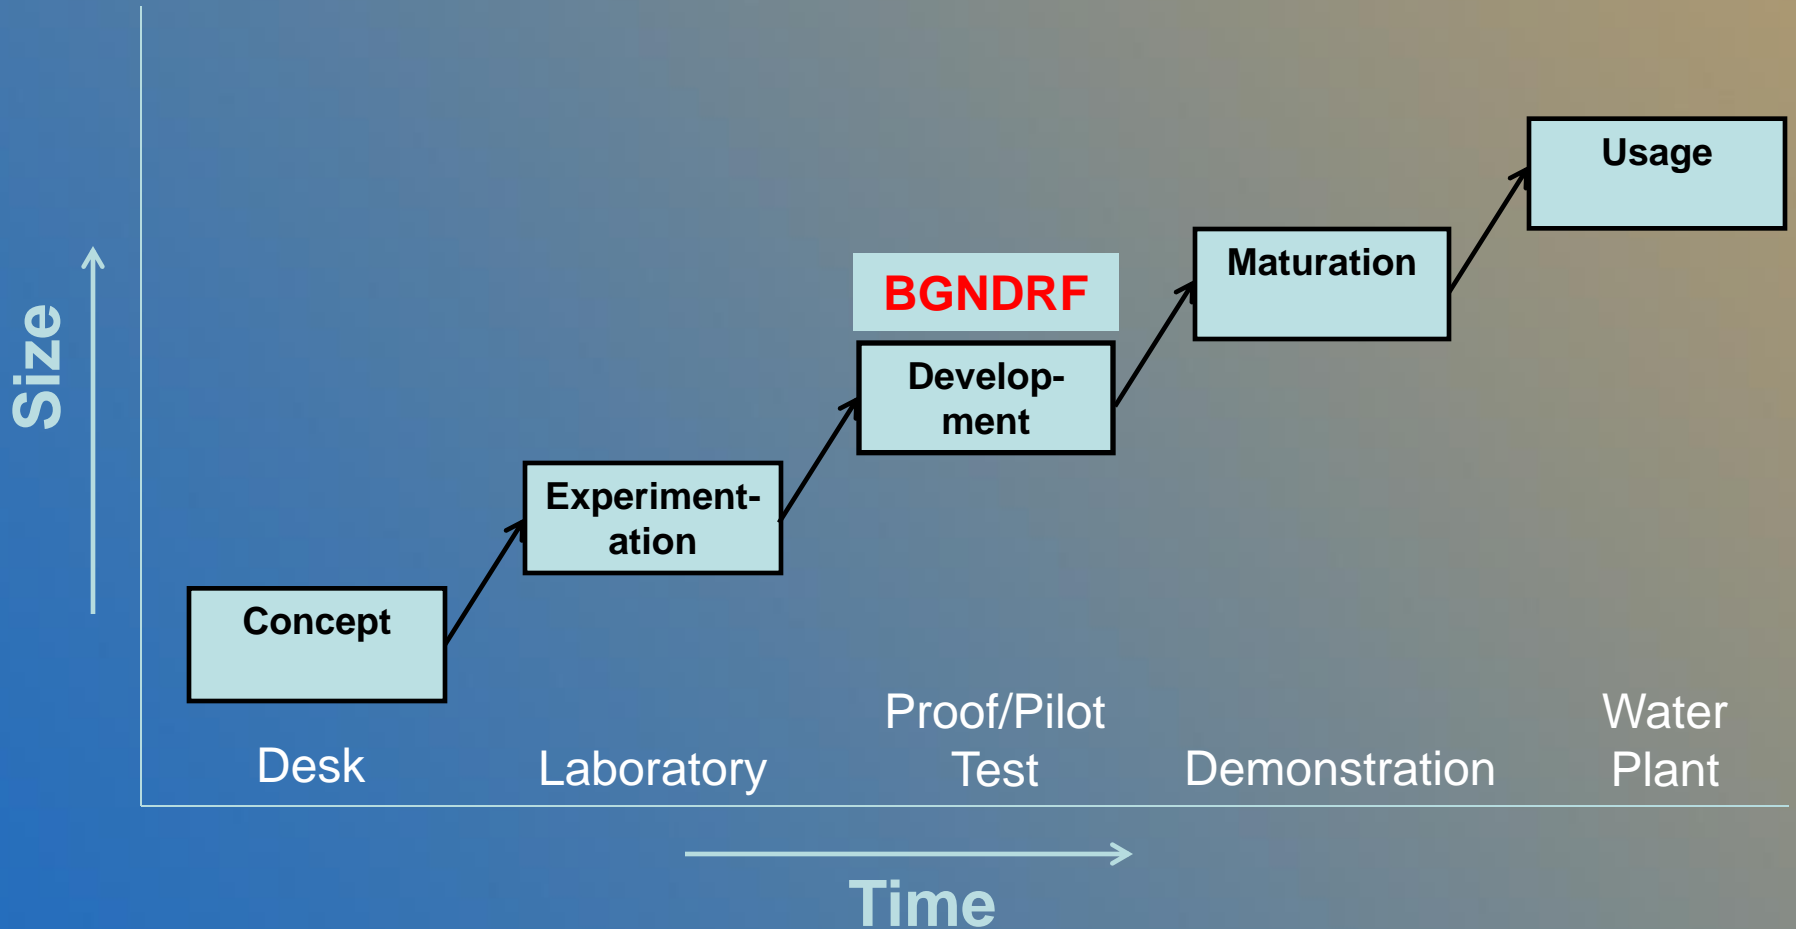 Usage
Maturation
BGNDRF
Develop-
ment
Experiment-
ation
Concept
Size
Desk
Laboratory
Proof/Pilot
Test
Demonstration
Water
Plant
Time